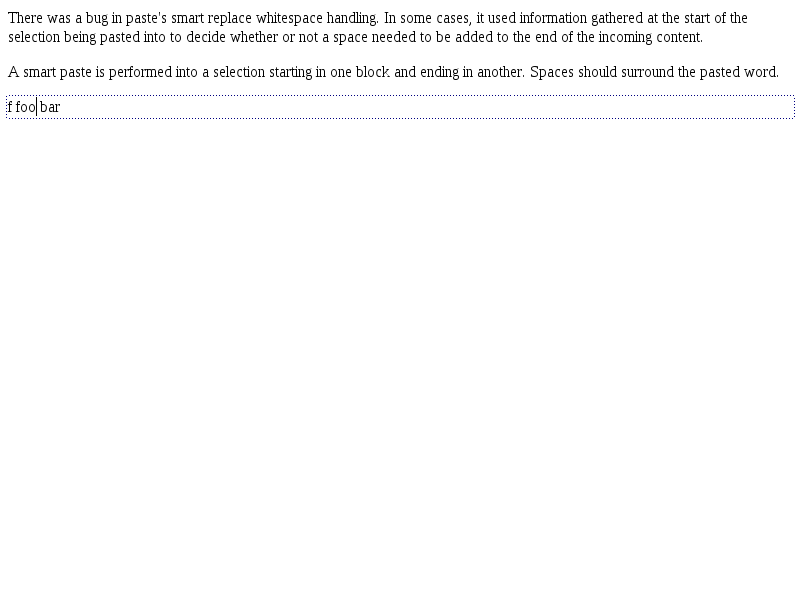 There was a bug in paste's smart replace whitespace handling. In some cases, it used information gathered at the start of the
selection being pasted into to decide whether or not a space needed to be added to the end of the incoming content.
A smart paste is performed into a selection starting in one block and ending in another. Spaces should surround the pasted word.
f foo bar